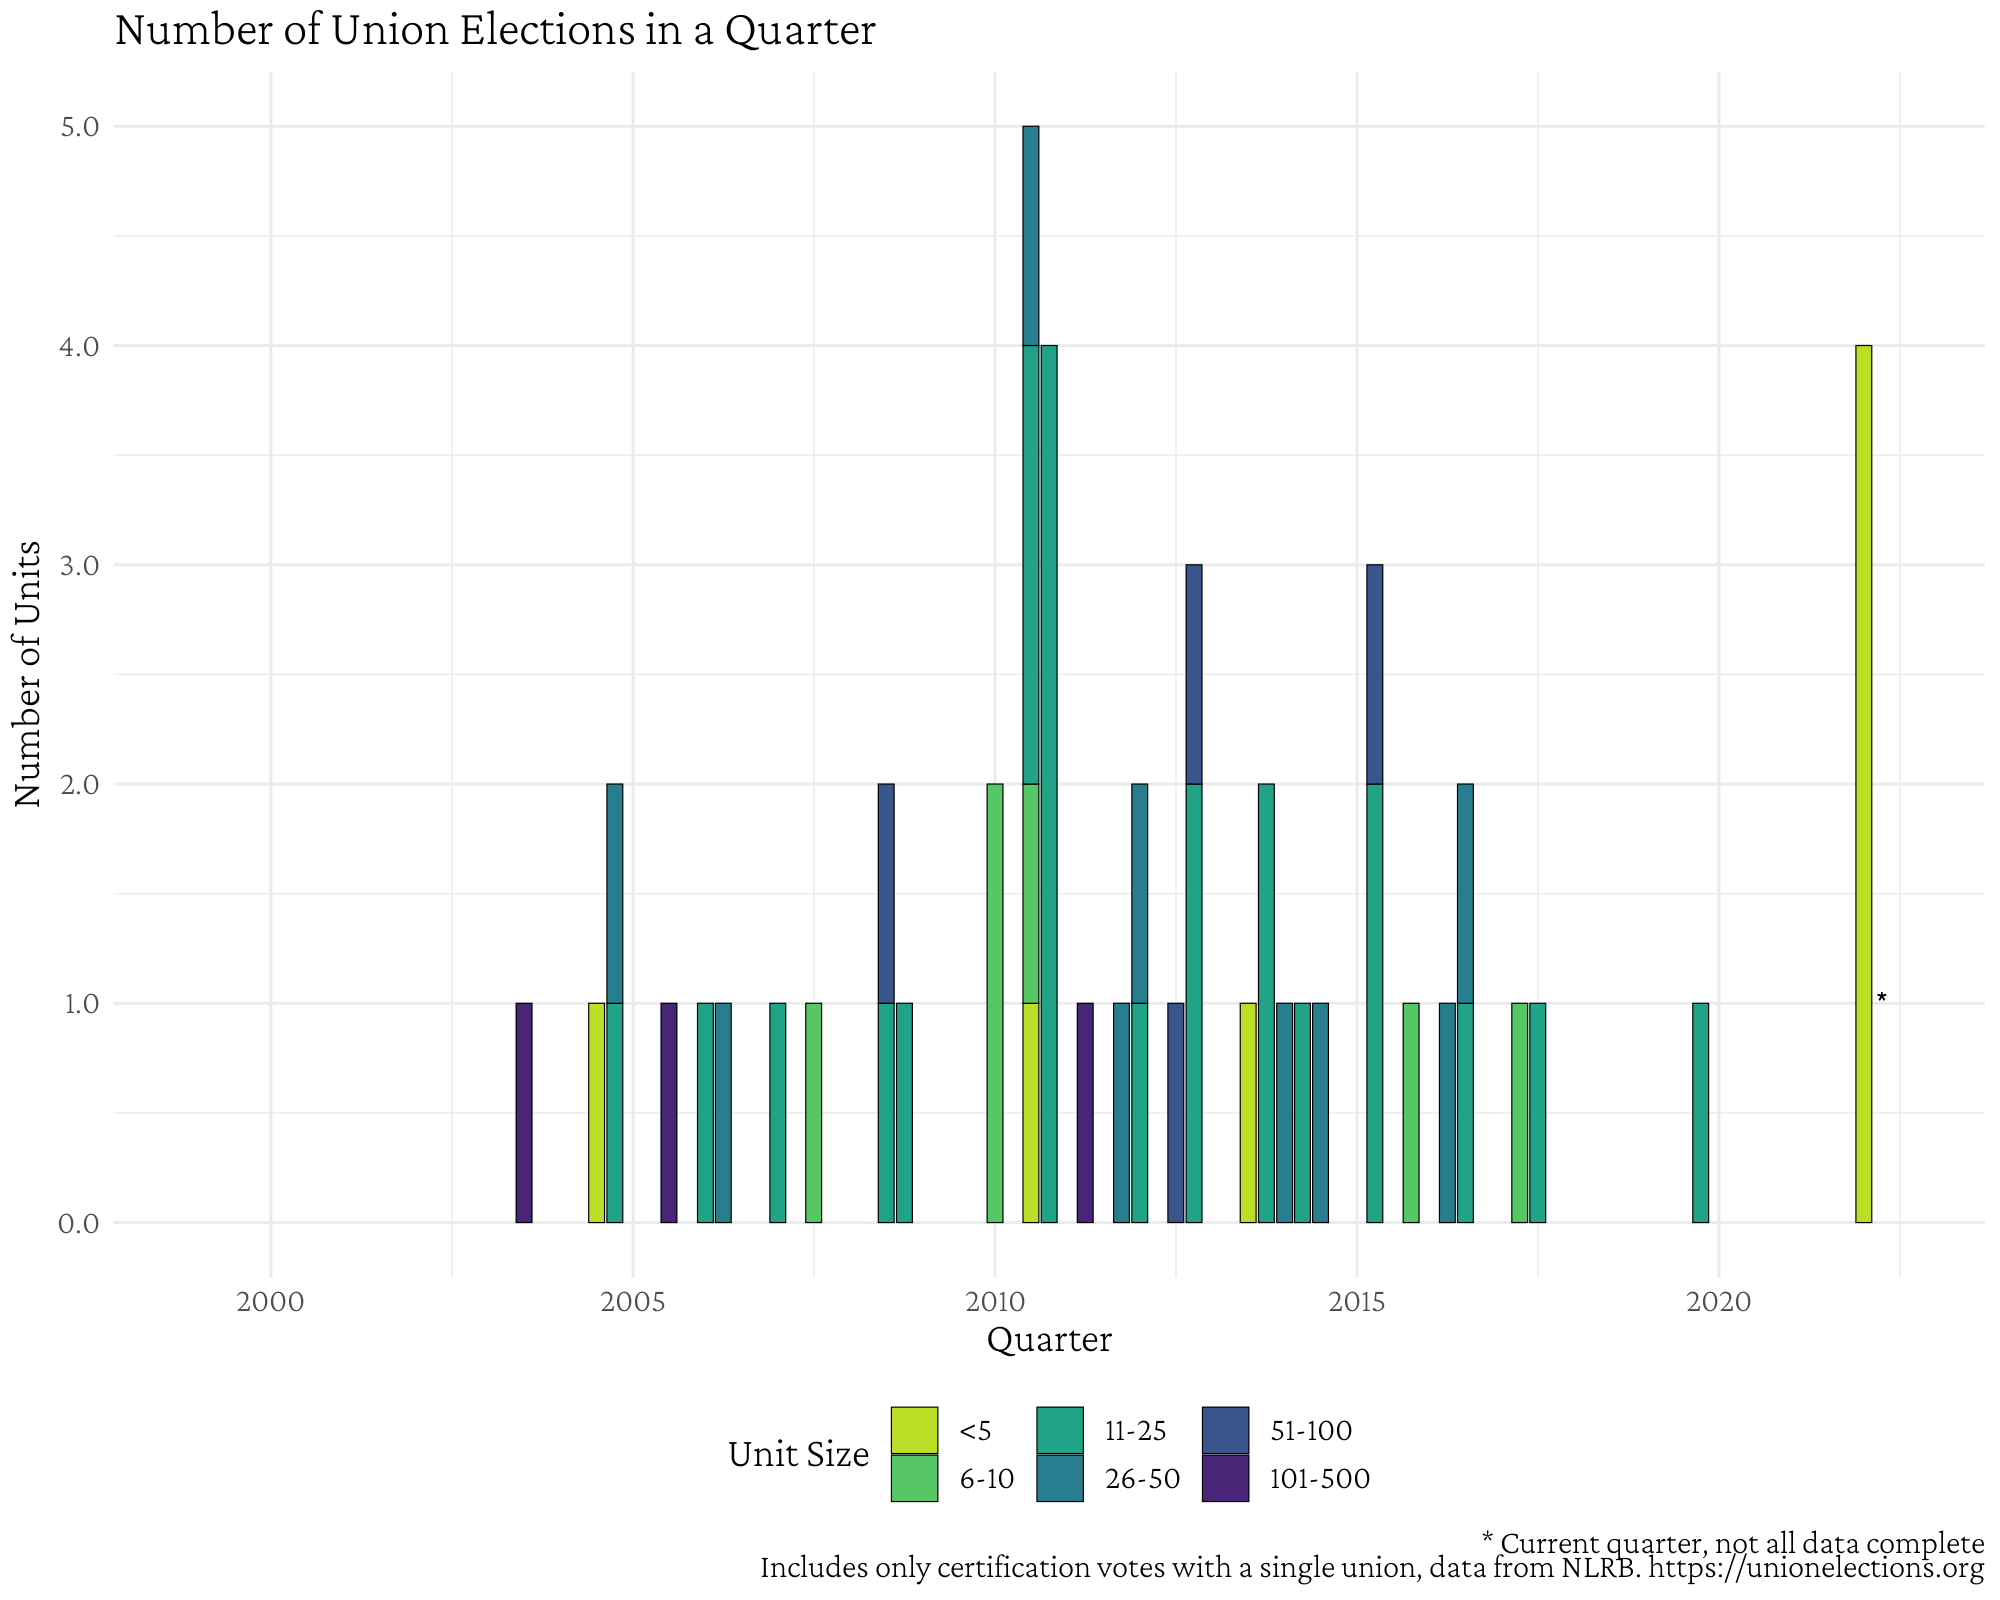 Number of Union Elections in a Quarter
Number of Units
5.0
4.0
3.0
2.0
1.0
0.0
*
2000 2005 2010 2015 2020
Quarter
Unit Size
<5 11-25 51-100
6-10 26-50 101-500
* Current quarter, not all data complete
Includes only certification votes with a single union, data from NLRB. https://unionelections.org